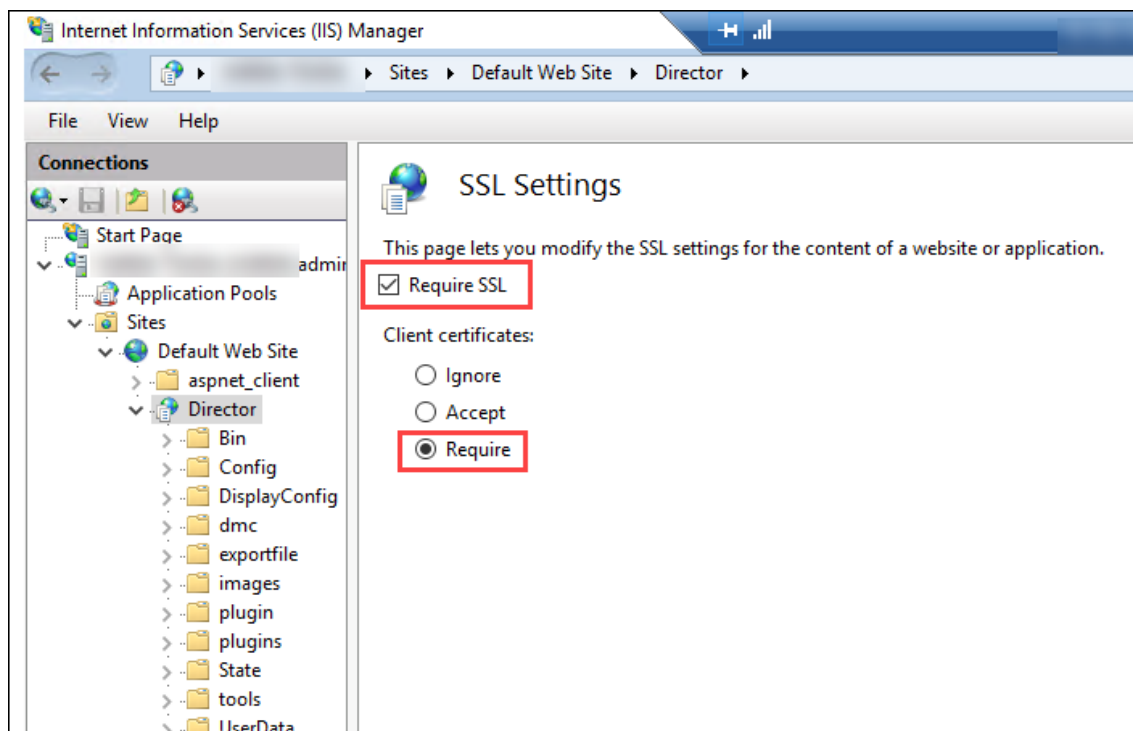 Internet Information Services (IIS) Manager
Sites Default Web Site Director
File View Help
Connections
Start Page
admin
Application Pools
Sites
Default Web Site
aspnet_client
Director
Bin
Config
DisplayConfig
dmc
exportfile
images
plugin
plugins
State
tools
UserData
SSL Settings
This page lets you modify the SSL settings for the content of a website or application.
Require SSL
Client certificates:
Ignore
Accept
Require